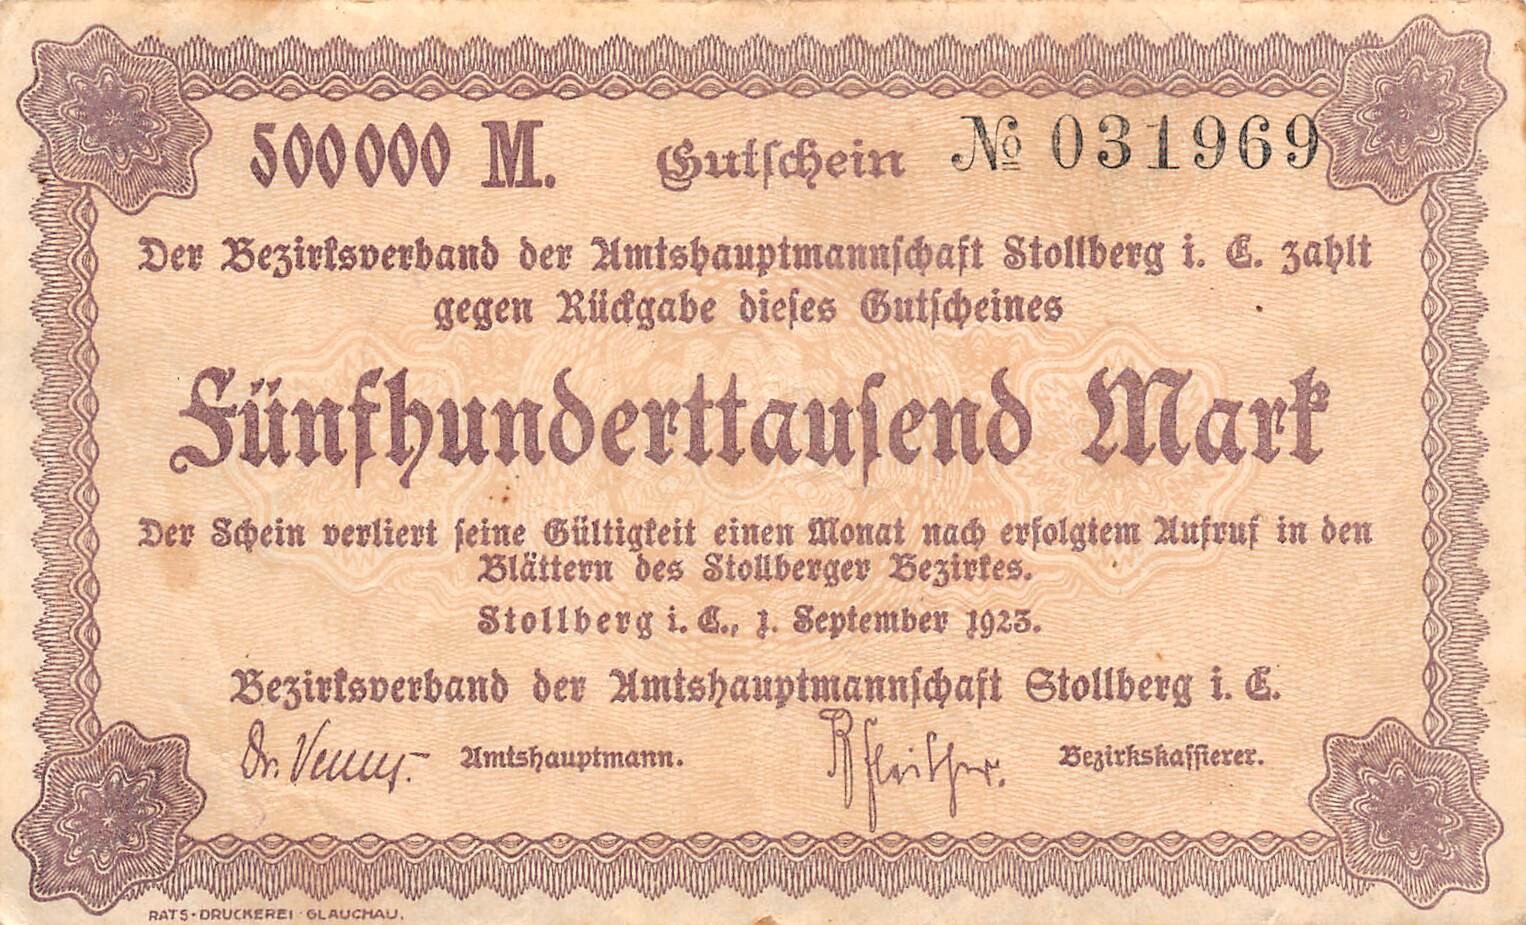 500000 M. Gutschein № 031969
Der Bezirksverband der Amtshauptmannschaft Stollberg i. E. zahlt
gegen Rückgabe dieses Gutscheines
Fünfhunderttausend Mark
Der Schein verliert seine Gültigkeit einen Monat nach erfolgtem Aufruf in den
Blättern des Stollberger Bezirkes.
Stollberg i. E., 1. September 1923.
Bezirksverband der Amtshauptmannschaft Stollberg i. E.
Dr. Amtshauptmann. Bezirkskassierer.
RATS-DRUCKEREI GLAUCHAU.